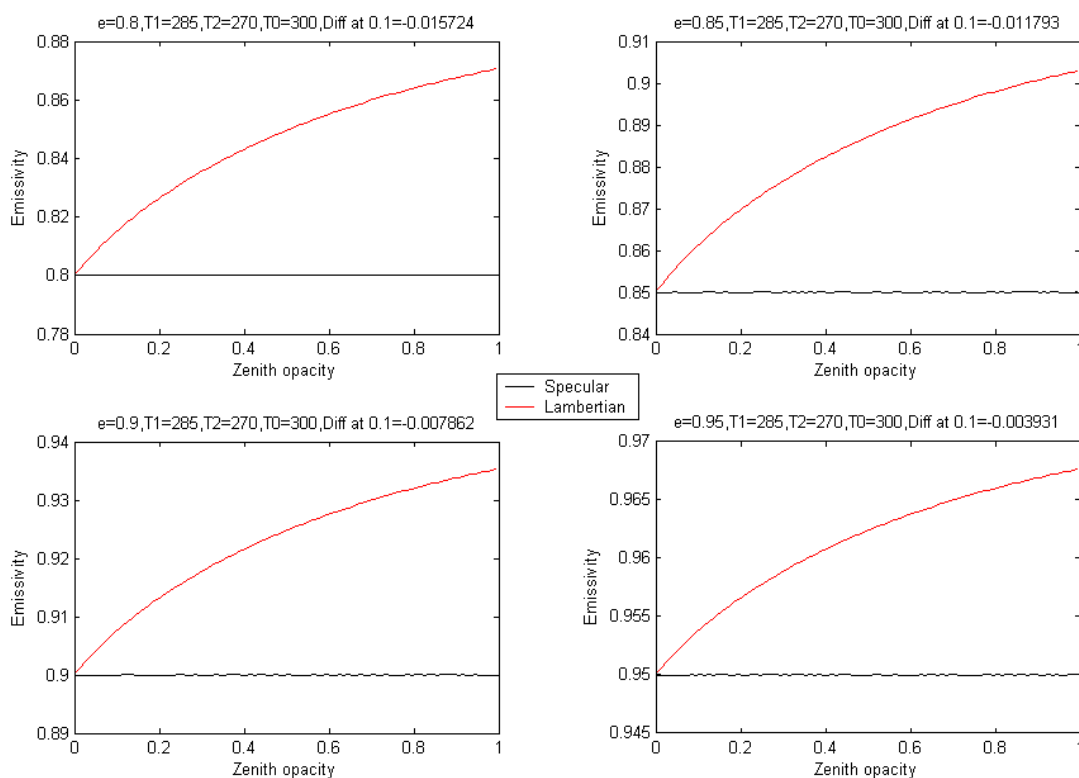 e=0.8,T1=285,T2=270,T0=300,Diff at 0.1=-0.015724
0.88
0.86
0.84
0.82
0.8
0.78
Emissivity
0 0.2 0.4 0.6 0.8 1
Zenith opacity
e=0.85,T1=285,T2=270,T0=300,Diff at 0.1=-0.011793
0.91
0.9
0.89
0.88
0.87
0.86
0.85
0.84
Emissivity
0 0.2 0.4 0.6 0.8 1
Zenith opacity
Specular
Lambertian
e=0.9,T1=285,T2=270,T0=300,Diff at 0.1=-0.007862
0.94
0.93
0.92
0.91
0.9
0.89
Emissivity
0 0.2 0.4 0.6 0.8 1
Zenith opacity
e=0.95,T1=285,T2=270,T0=300,Diff at 0.1=-0.003931
0.97
0.965
0.96
0.955
0.95
0.945
Emissivity
0 0.2 0.4 0.6 0.8 1
Zenith opacity